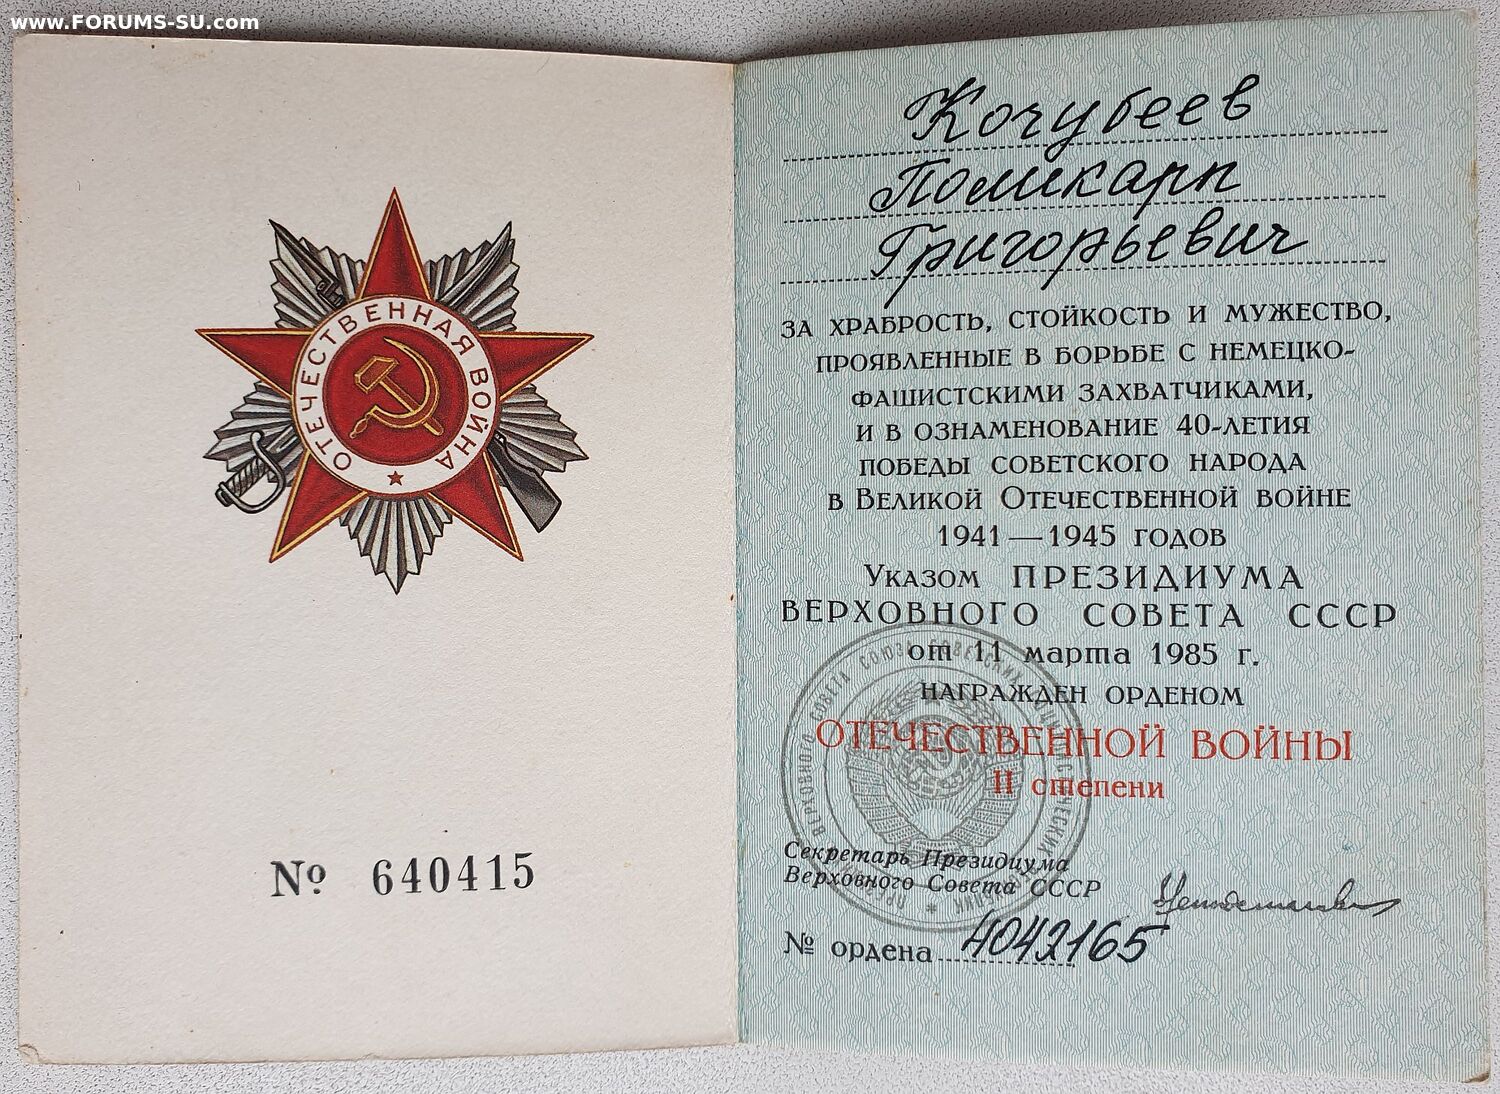 www.FORUMS-SU.com
ОТЕЧЕСТВЕННАЯ ВОЙНА
№ 640415
Кочубеев
Поликарп
Григорьевич
ЗА ХРАБРОСТЬ, СТОЙКОСТЬ И МУЖЕСТВО,
ПРОЯВЛЕННЫЕ В БОРЬБЕ С НЕМЕЦКО-
ФАШИСТСКИМИ ЗАХВАТЧИКАМИ,
И В ОЗНАМЕНОВАНИЕ 40-ЛЕТИЯ
ПОБЕДЫ СОВЕТСКОГО НАРОДА
В ВЕЛИКОЙ ОТЕЧЕСТВЕННОЙ ВОЙНЕ
1941—1945 ГОДОВ
УКАЗОМ ПРЕЗИДИУМА
ВЕРХОВНОГО СОВЕТА СССР
от 11 марта 1985 г.
НАГРАЖДЕН ОРДЕНОМ
ОТЕЧЕСТВЕННОЙ ВОЙНЫ
II степени
Секретарь Президиума
Верховного Совета СССР
№ ордена 4042165